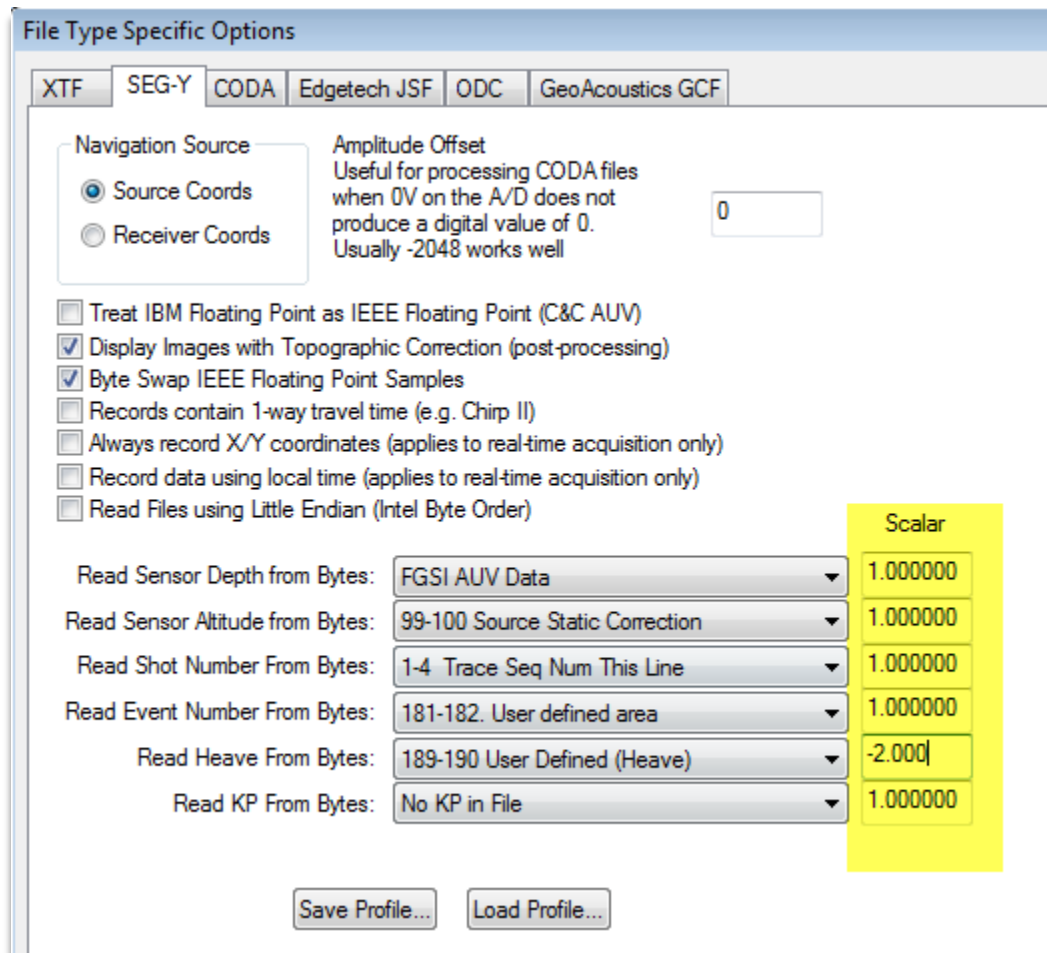 File Type Specific Options
XTF SEG-Y CODA Edgetech JSF ODC GeoAcoustics GCF
Navigation Source
Source Coords
Receiver Coords
Amplitude Offset
Useful for processing CODA files
when 0V on the A/D does not
produce a digital value of 0.
Usually -2048 works well
0
Treat IBM Floating Point as IEEE Floating Point (C&C AUV)
Display Images with Topographic Correction (post-processing)
Byte Swap IEEE Floating Point Samples
Records contain 1-way travel time (e.g. Chirp II)
Always record X/Y coordinates (applies to real-time acquisition only)
Record data using local time (applies to real-time acquisition only)
Read Files using Little Endian (Intel Byte Order)
Scalar
Read Sensor Depth from Bytes: FGSI AUV Data 1.000000
Read Sensor Altitude from Bytes: 99-100 Source Static Correction 1.000000
Read Shot Number From Bytes: 1-4 Trace Seq Num This Line 1.000000
Read Event Number From Bytes: 181-182. User defined area 1.000000
Read Heave From Bytes: 189-190 User Defined (Heave) -2.000
Read KP From Bytes: No KP in File 1.000000
Save Profile... Load Profile...